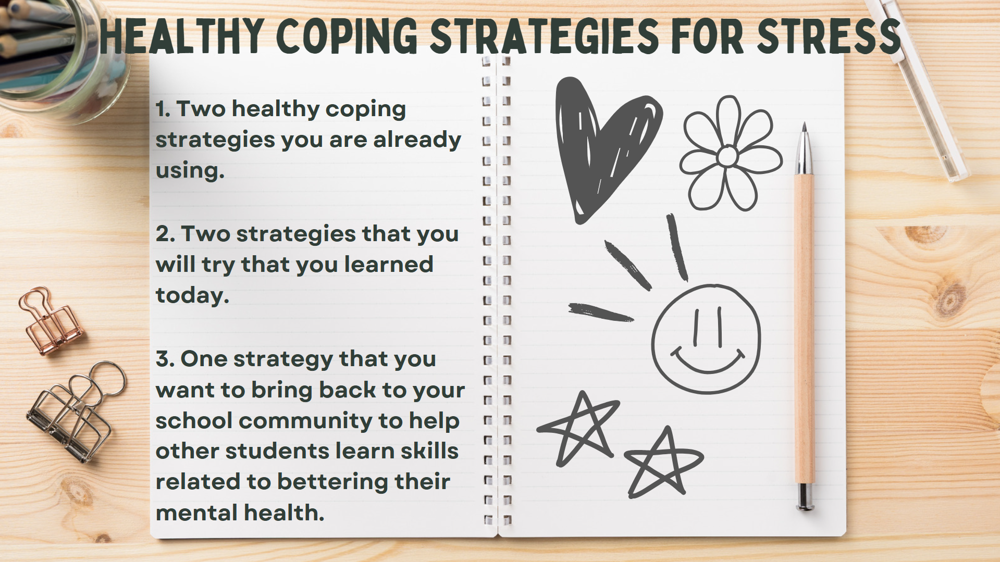 HEALTHY COPING STRATEGIES FOR STRESS
1. Two healthy coping
strategies you are already
using.
2. Two strategies that you
will try that you learned
today.
3. One strategy that you
want to bring back to your
school community to help
other students learn skills
related to bettering their
mental health.